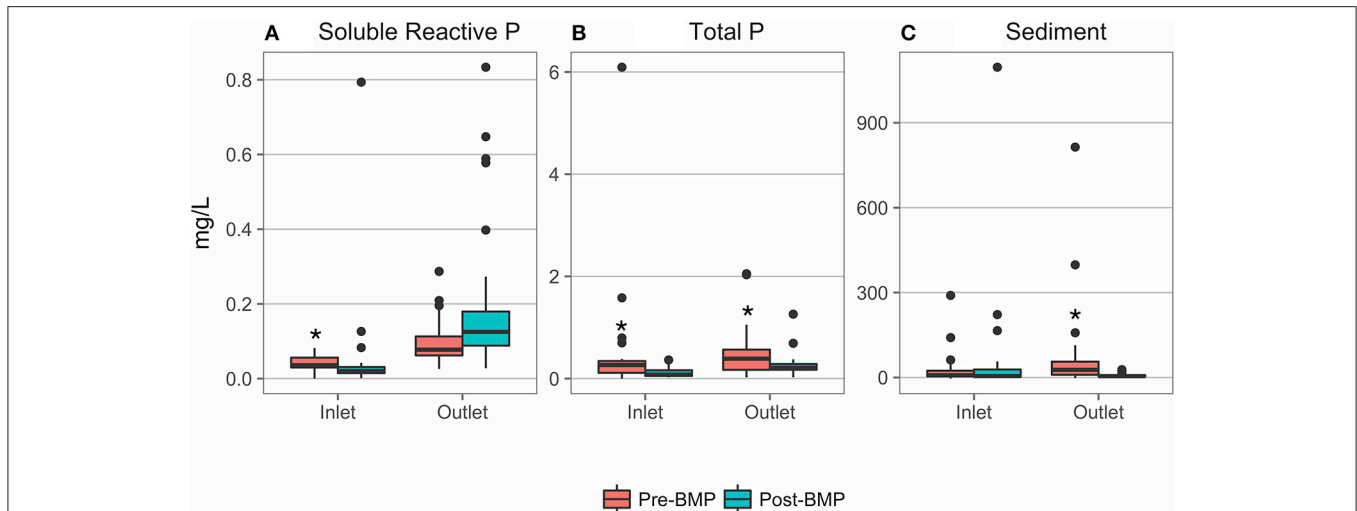 A Soluble Reactive P
B Total P
C Sediment
mg/L
0.8
0.6
0.4
0.2
0.0
6
4
2
0
900
600
300
0
*
*
*
*
Inlet Outlet
Inlet Outlet
Inlet Outlet
Pre-BMP Post-BMP